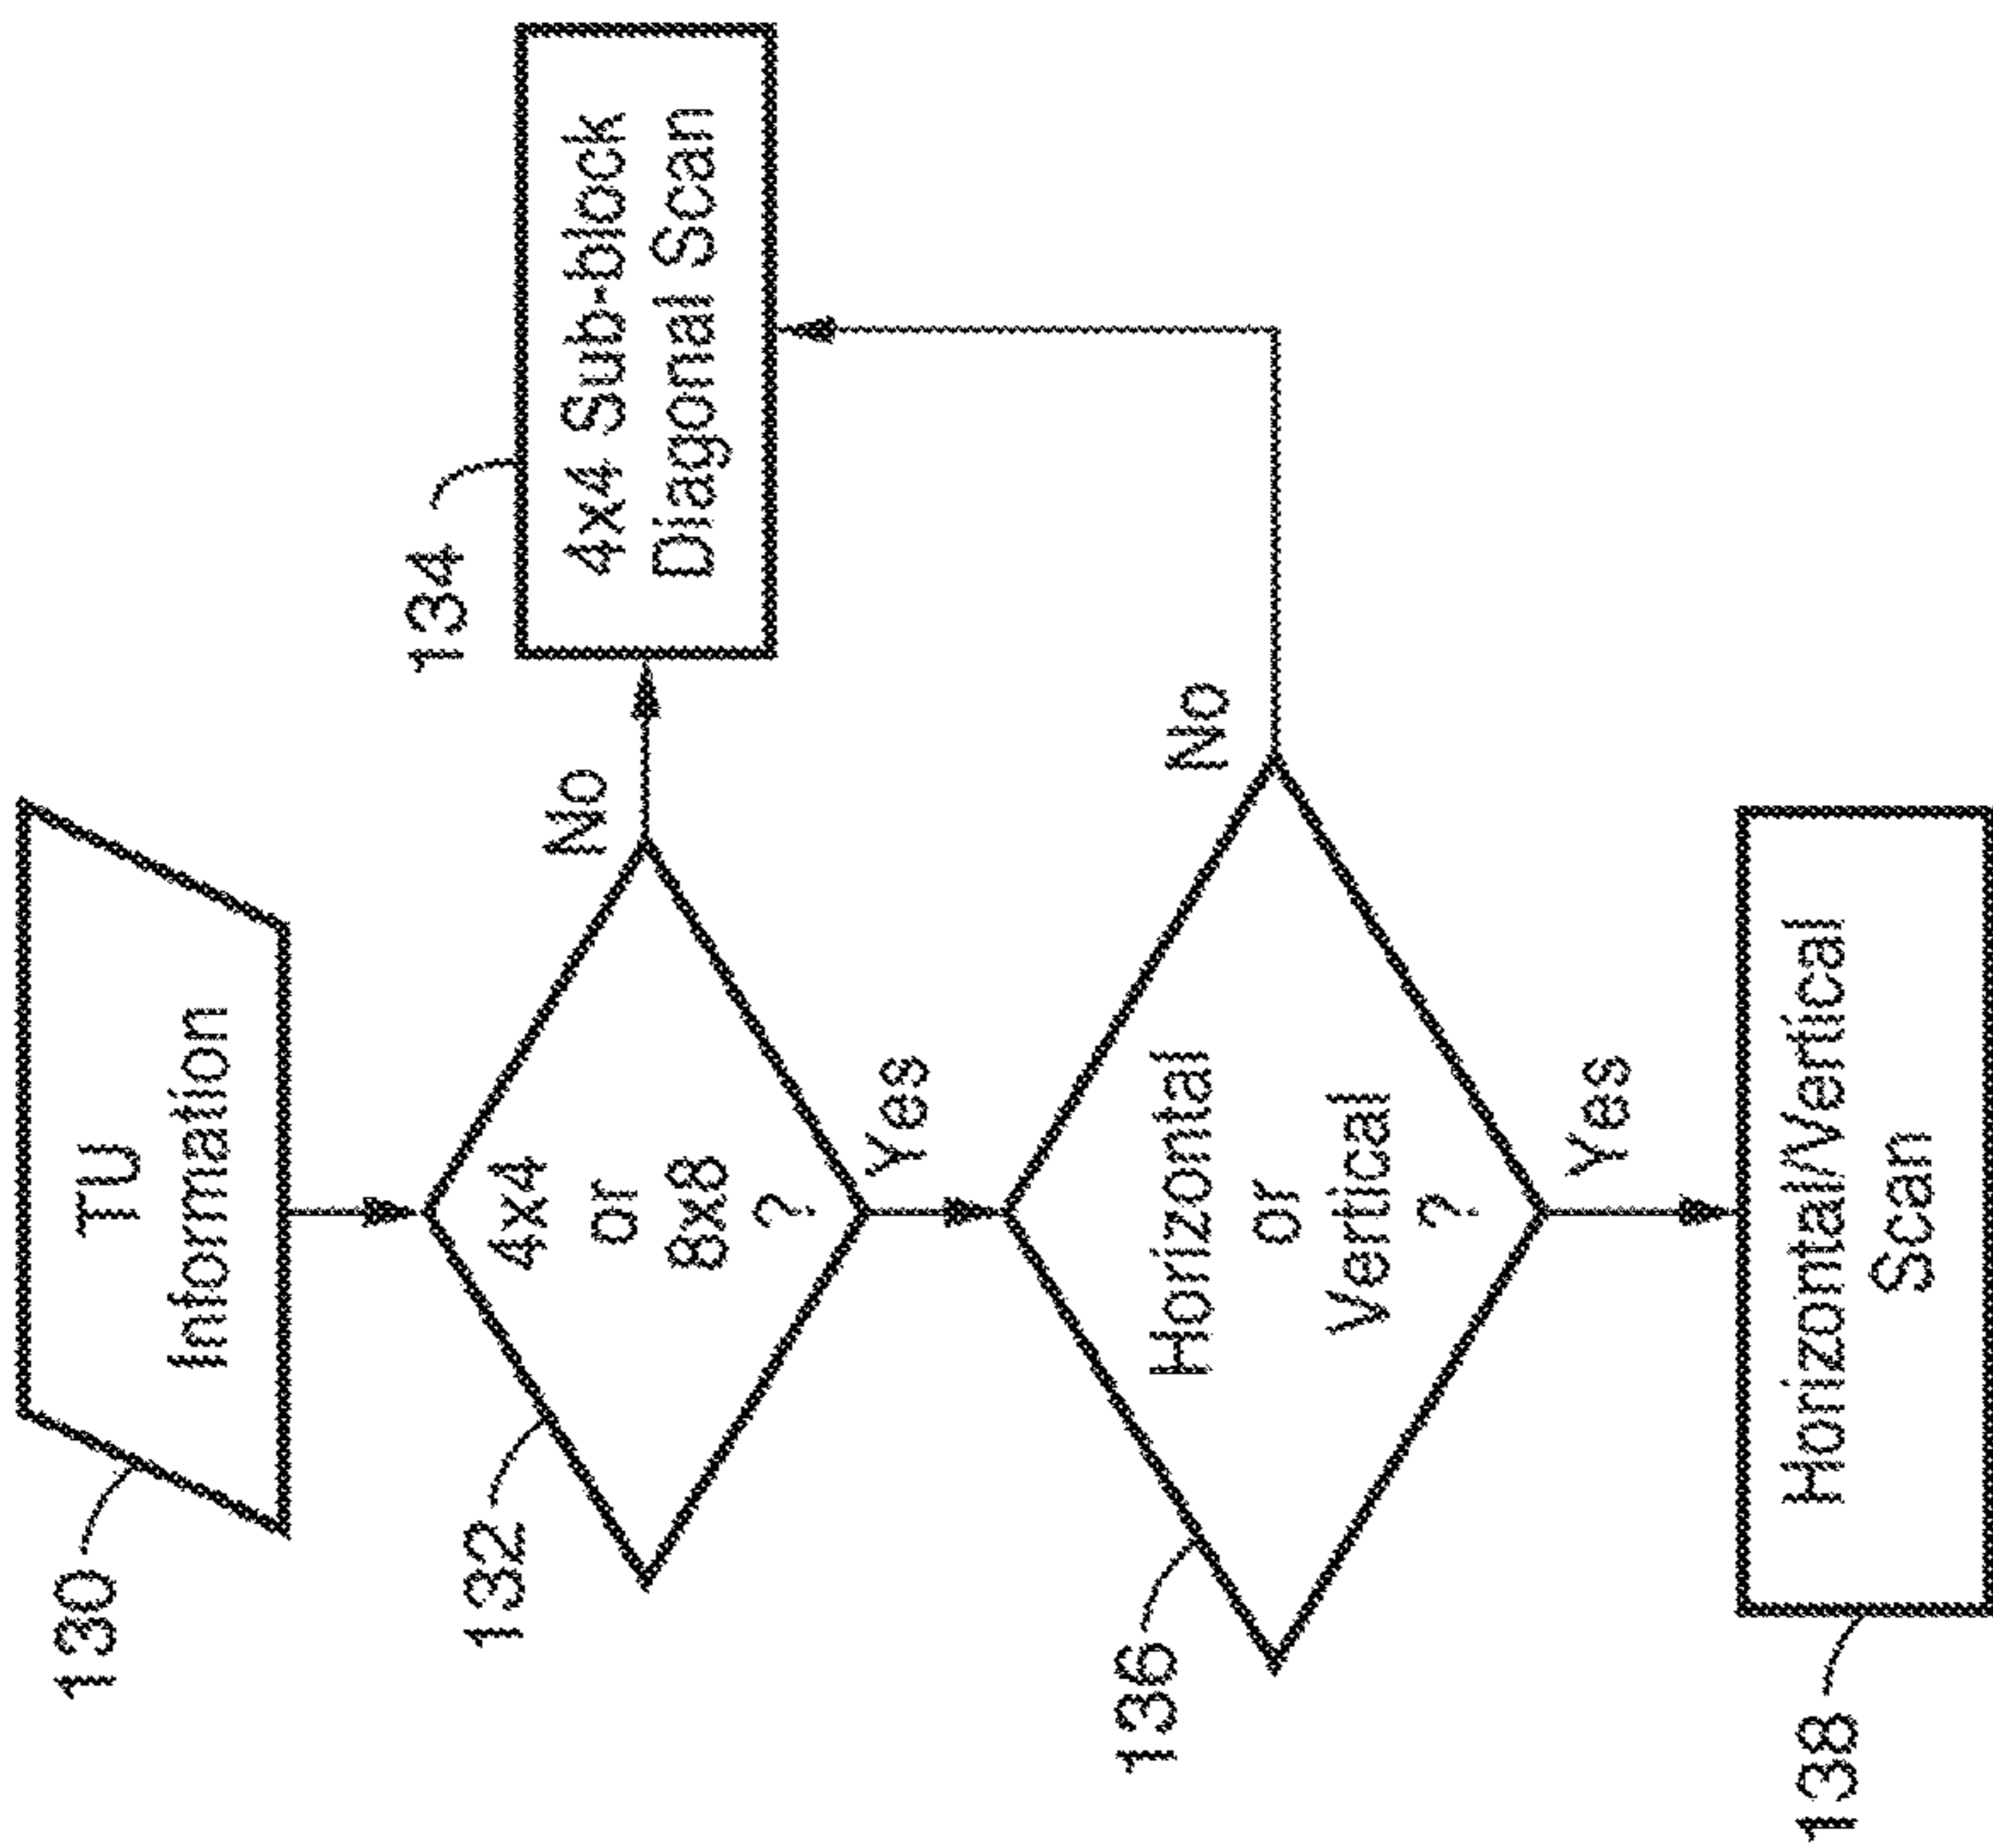 130
TU
Information
132
4x4
or
8x8
?
No
Yes
134
4x4 Sub-block
Diagonal Scan
136
Horizontal
or
Vertical
?
No
Yes
138
Horizontal/Vertical
Scan